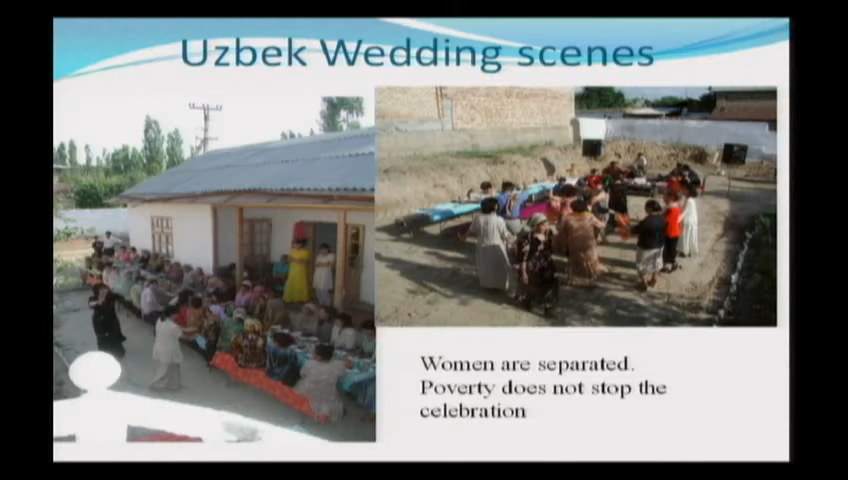 Uzbek Wedding scenes
Women are separated.
Poverty does not stop the
celebration